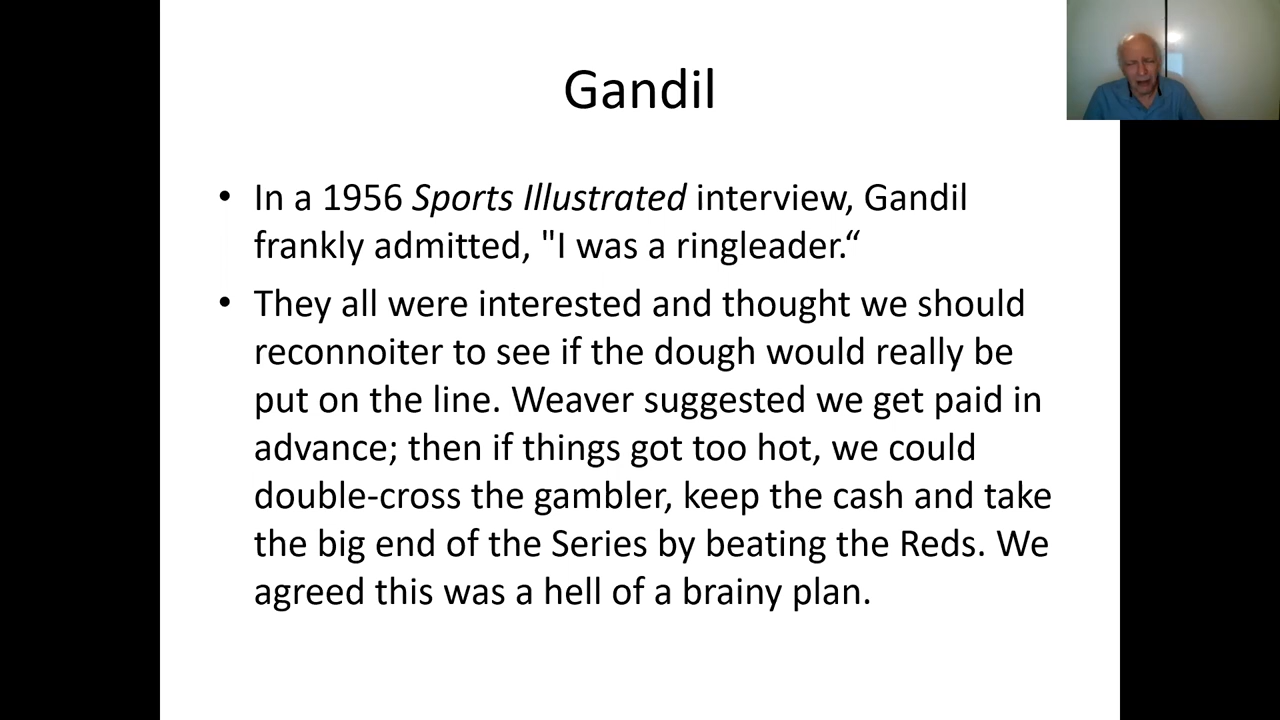 Gandil
• In a 1956 Sports Illustrated interview, Gandil
frankly admitted, "I was a ringleader.“
• They all were interested and thought we should
reconnoiter to see if the dough would really be
put on the line. Weaver suggested we get paid in
advance; then if things got too hot, we could
double-cross the gambler, keep the cash and take
the big end of the Series by beating the Reds. We
agreed this was a hell of a brainy plan.